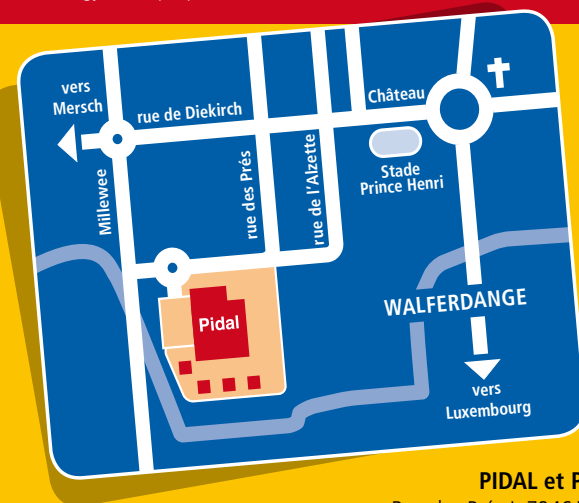 vers
Mersch
rue de Diekirch
Château
Millewee
rue des Prés
rue de l'Alzette
Stade
Prince Henri
Pidal
WALFERDANGE
vers
Luxembourg
PIDAL et